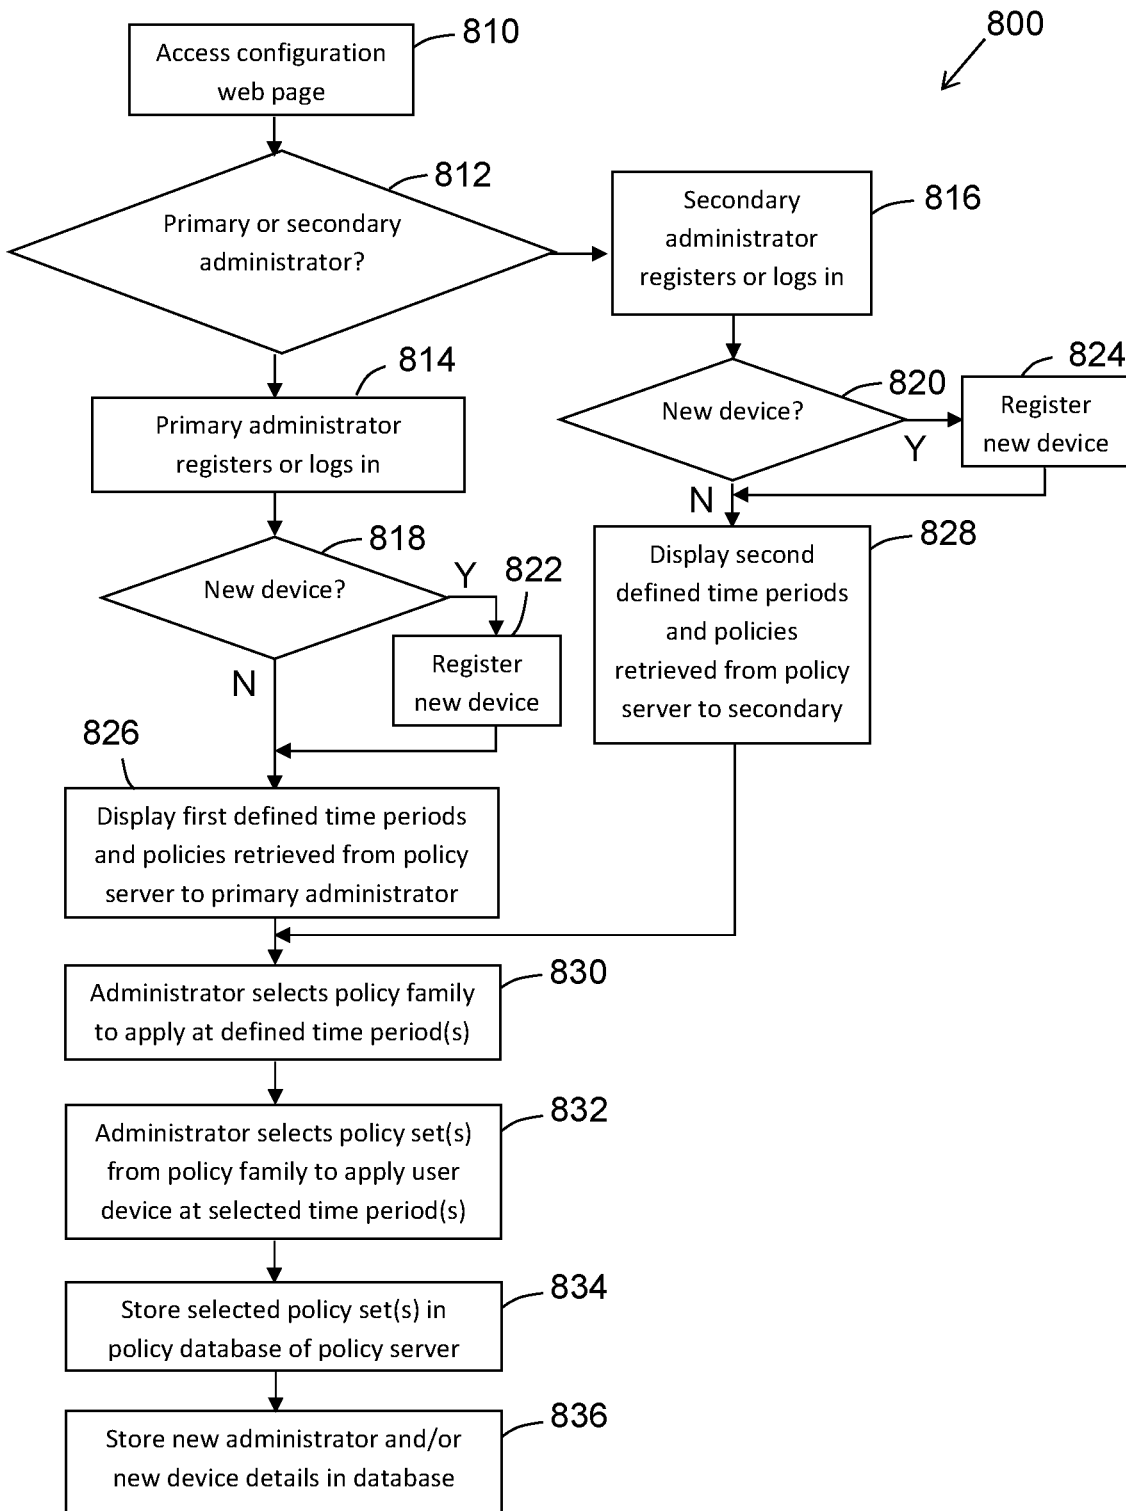 810
800
Access configuration
web page
812
Primary or secondary
administrator?
816
Secondary
administrator
registers or logs in
814
Primary administrator
registers or logs in
820
New device?
Y
N
824
Register
new device
818
New device?
Y
N
822
Register
new device
828
Display second
defined time periods
and policies
retrieved from policy
server to secondary
826
Display first defined time periods
and policies retrieved from policy
server to primary administrator
830
Administrator selects policy family
to apply at defined time period(s)
832
Administrator selects policy set(s)
from policy family to apply user
device at selected time period(s)
834
Store selected policy set(s) in
policy database of policy server
836
Store new administrator and/or
new device details in database